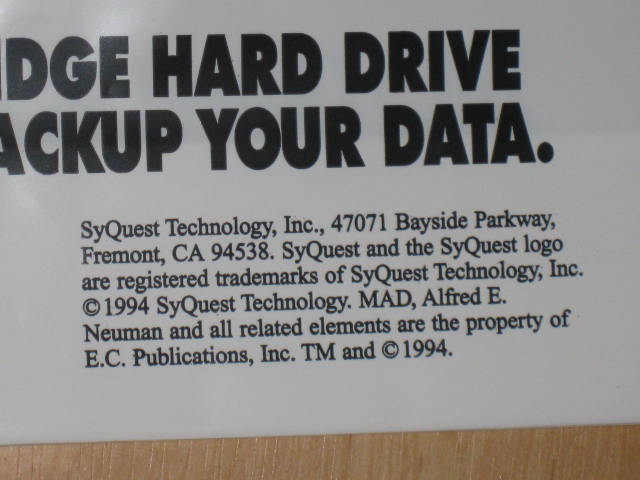 IDGE HARD DRIVE
ACKUP YOUR DATA.
SyQuest Technology, Inc., 47071 Bayside Parkway,
Fremont, CA 94538. SyQuest and the SyQuest logo
are registered trademarks of SyQuest Technology, Inc.
©1994 SyQuest Technology. MAD, Alfred E.
Neuman and all related elements are the property of
E.C. Publications, Inc. TM and ©1994.